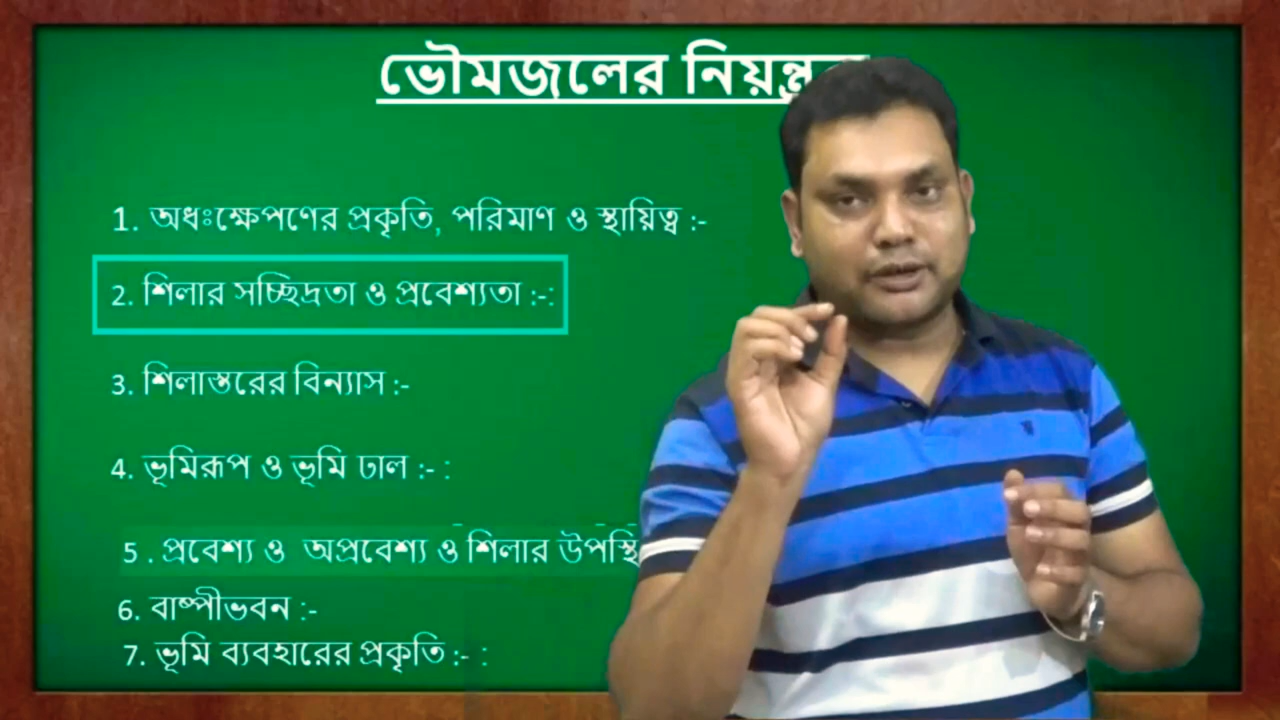 ভৌমজলের
1. অধঃক্ষেপণের প্রকৃতি, পরিমাণ ও স্থায়িত্ব :-
2. শিলার সচ্ছিদ্রতা ও প্রবেশ্যতা :-:
3. শিলাস্তরের বিন্যাস :-
4. ভূমিরূপ ও ভূমি ঢাল :- :
5 . প্রবেশ্য ও অপ্রবেশ্য ও শিলার
6. বাষ্পীভবন :-
7. ভূমি ব্যবহারের প্রকৃতি :- :